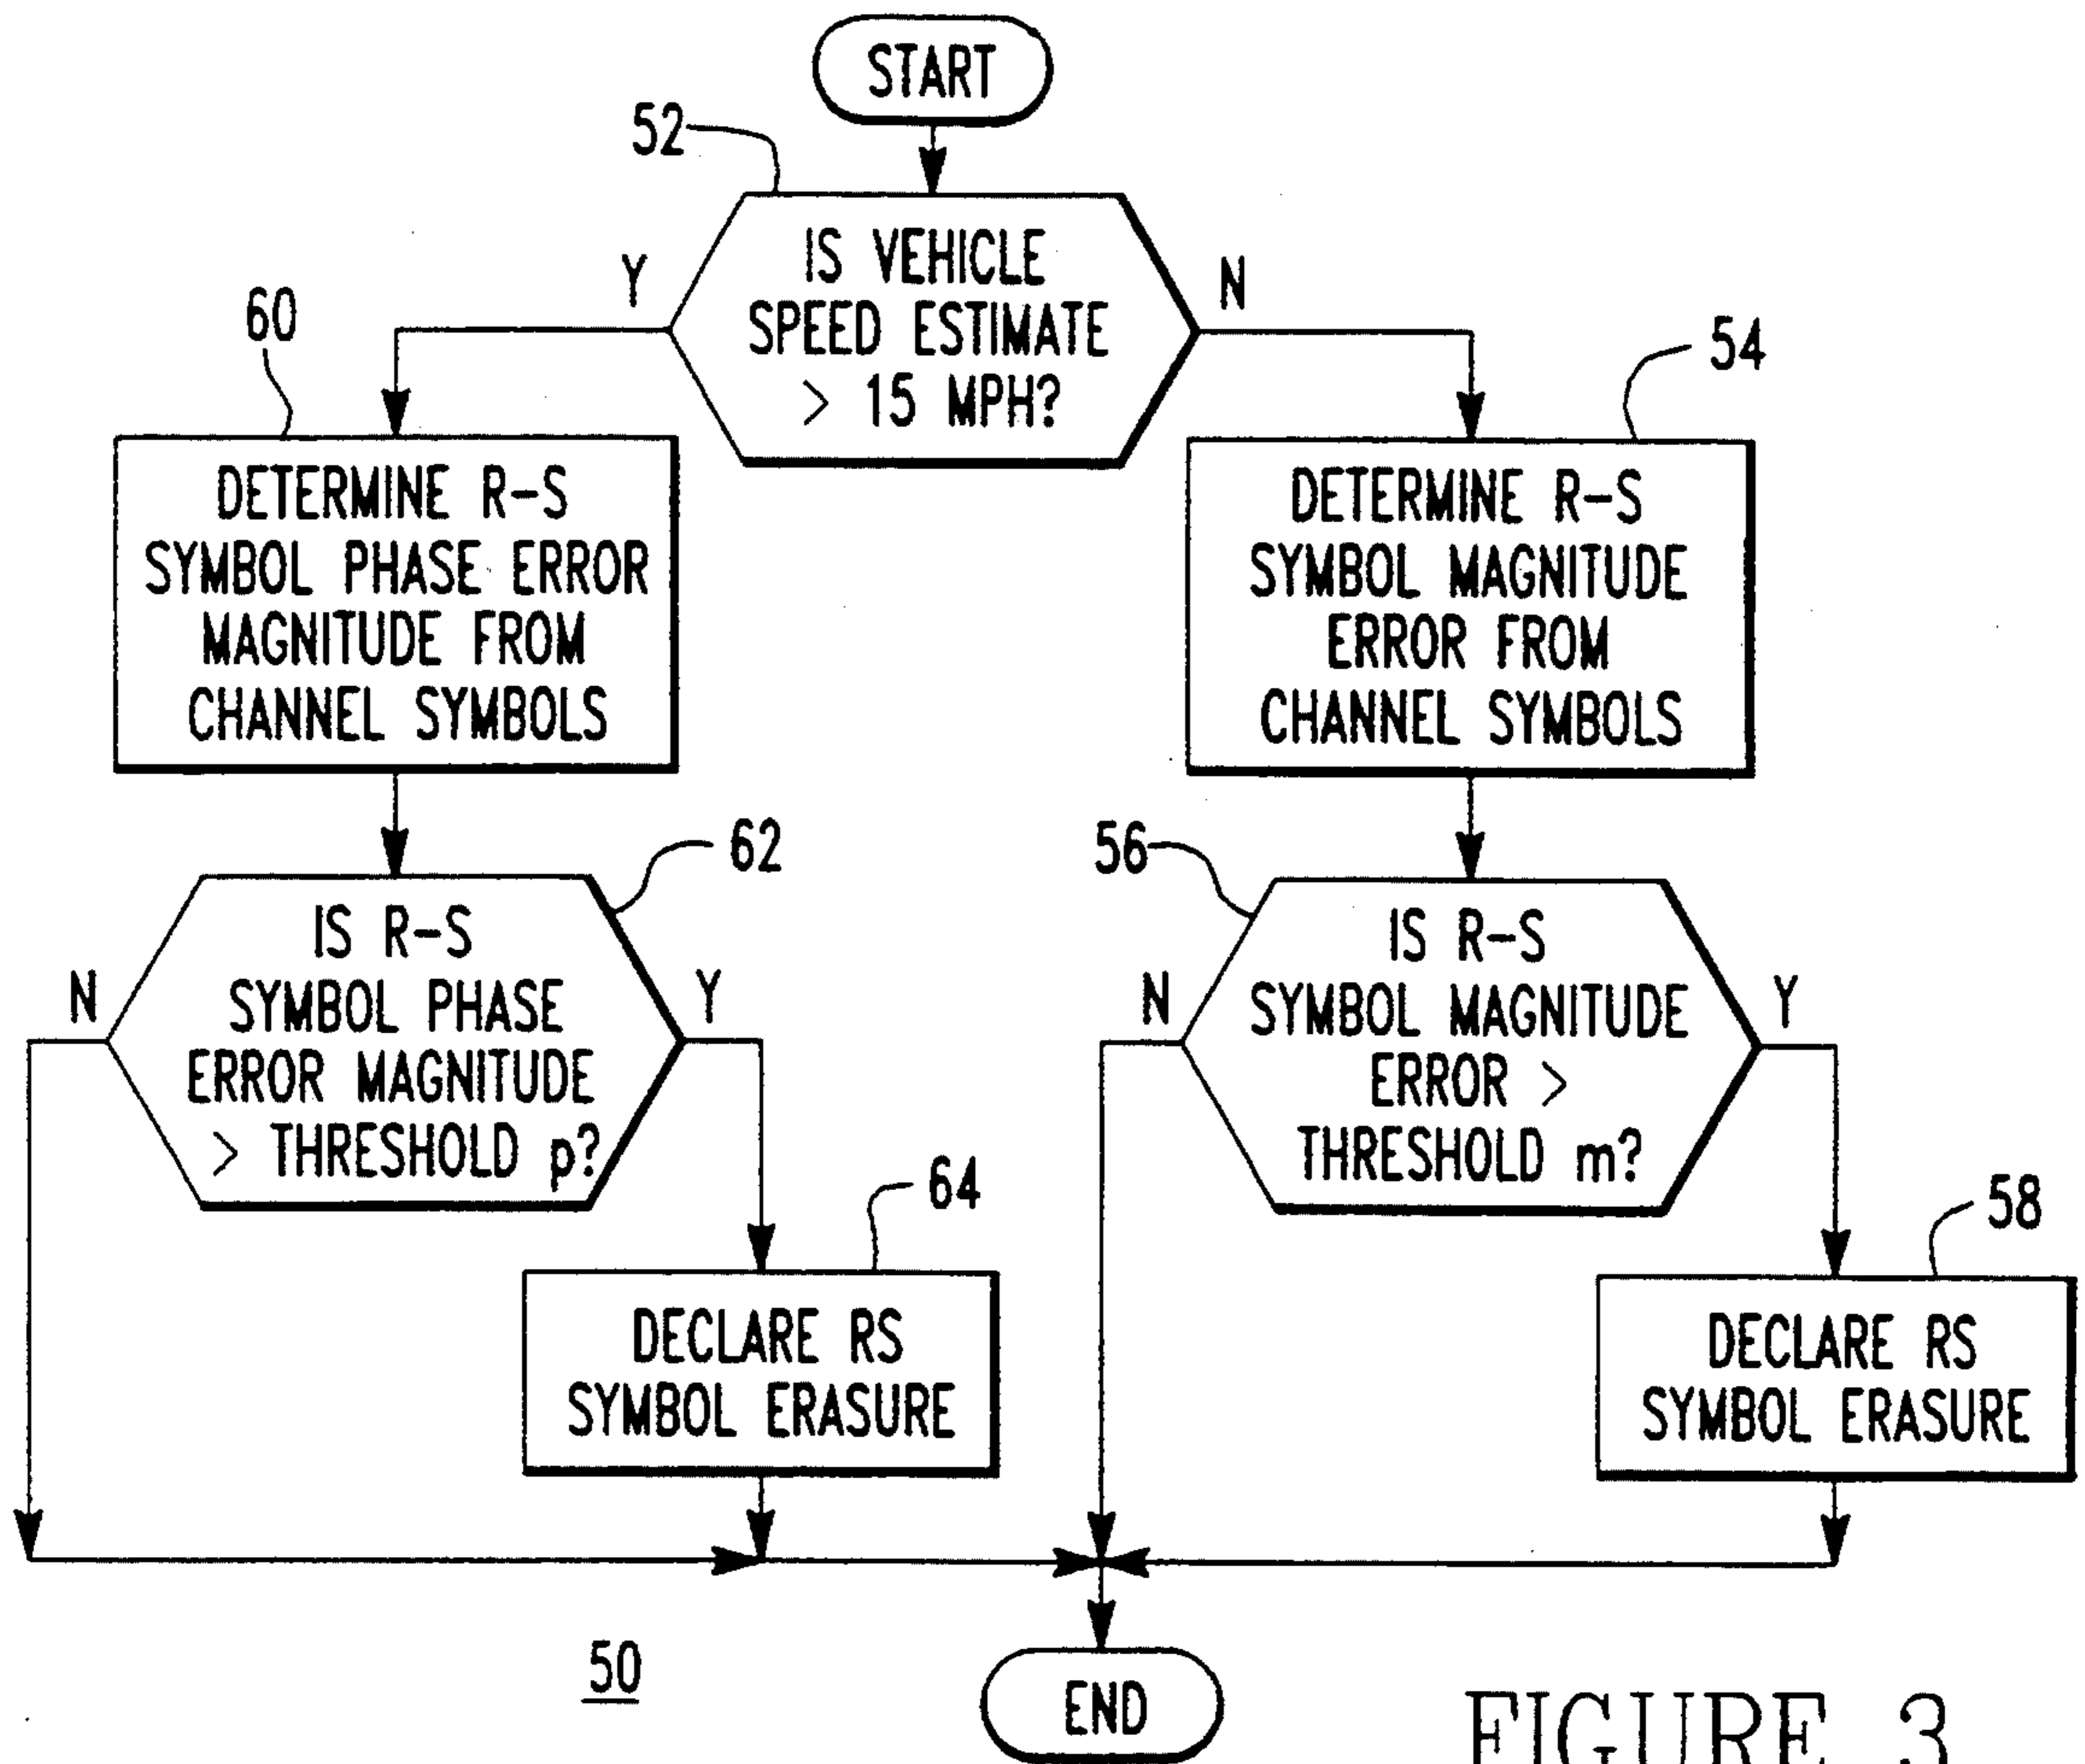 START
52
IS VEHICLE
SPEED ESTIMATE
> 15 MPH?
Y
N
60
DETERMINE R-S
SYMBOL PHASE ERROR
MAGNITUDE FROM
CHANNEL SYMBOLS
54
DETERMINE R-S
SYMBOL MAGNITUDE
ERROR FROM
CHANNEL SYMBOLS
62
IS R-S
SYMBOL PHASE
ERROR MAGNITUDE
> THRESHOLD p?
N
Y
56
IS R-S
SYMBOL MAGNITUDE
ERROR >
THRESHOLD m?
N
Y
64
DECLARE RS
SYMBOL ERASURE
58
DECLARE RS
SYMBOL ERASURE
50
END
FIGURE 3